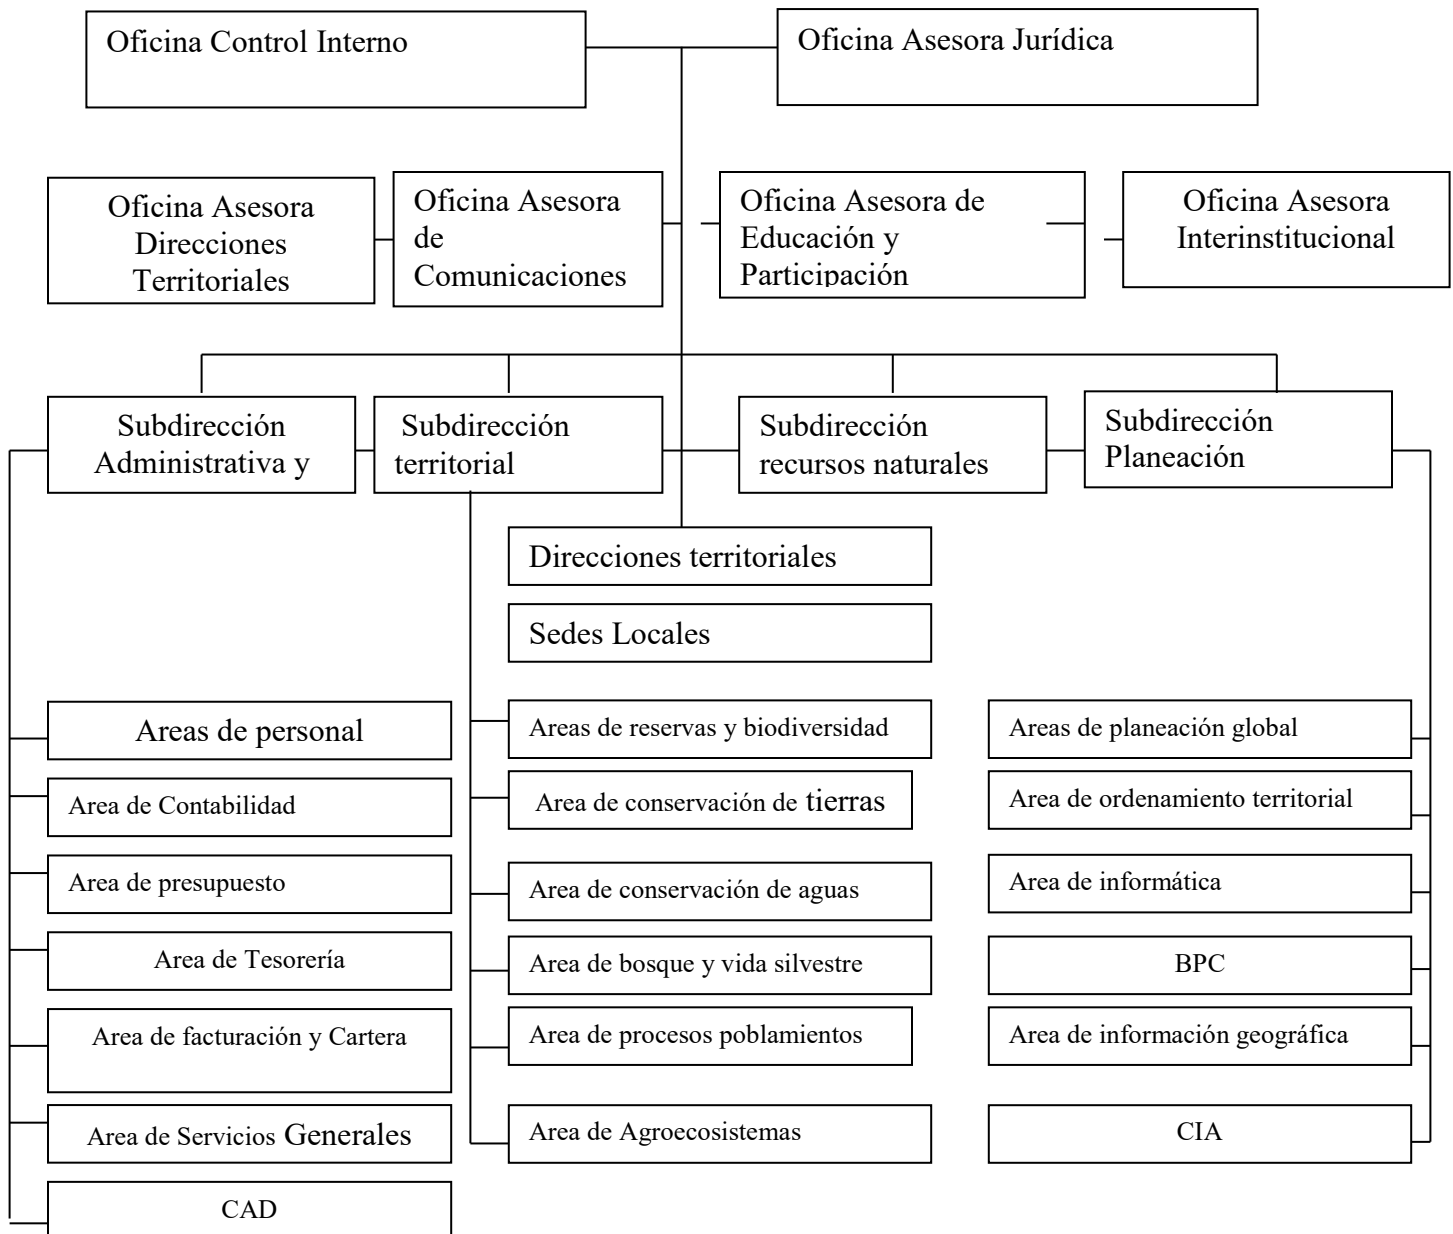 Oficina Control Interno
Oficina Asesora Jurídica
Oficina Asesora
Direcciones
Territoriales
Oficina Asesora
de
Comunicaciones
Oficina Asesora de
Educación y
Participación
Oficina Asesora
Interinstitucional
Subdirección
Administrativa y
Subdirección
territorial
Subdirección
recursos naturales
Subdirección
Planeación
Direcciones territoriales
Sedes Locales
Areas de personal
Area de Contabilidad
Area de presupuesto
Area de Tesorería
Area de facturación y Cartera
Area de Servicios Generales
CAD
Areas de reservas y biodiversidad
Area de conservación de tierras
Area de conservación de aguas
Area de bosque y vida silvestre
Area de procesos poblamientos
Area de Agroecosistemas
Areas de planeación global
Area de ordenamiento territorial
Area de informática
BPC
Area de información geográfica
CIA